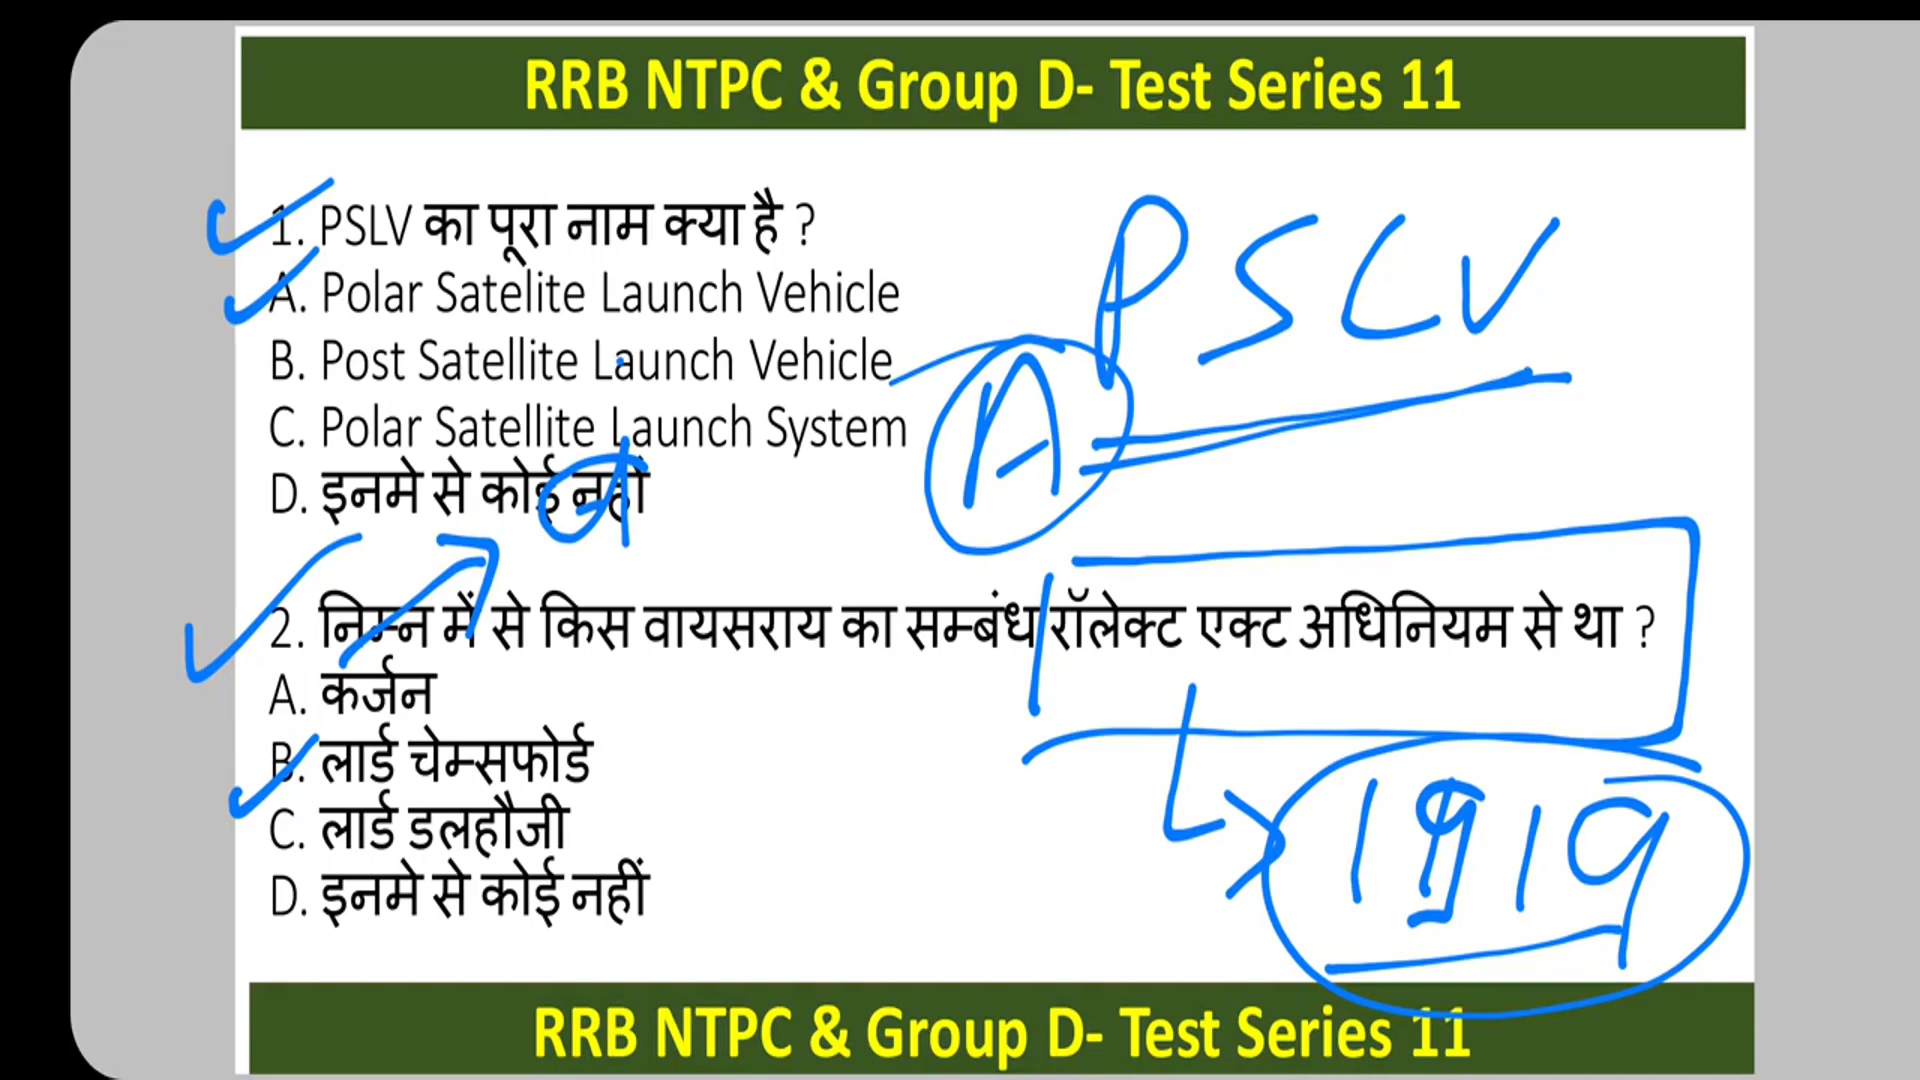 RRB NTPC & Group D- Test Series 11
1. PSLV का पूरा नाम क्या है ?
A. Polar Satelite Launch Vehicle
B. Post Satellite Launch Vehicle
C. Polar Satellite Launch System
D. इनमे से कोई नही
PSLV
A
2. निम्न में से किस वायसराय का सम्बंध रॉलेक्ट एक्ट अधिनियम से था ?
A. कर्जन
B. लार्ड चेम्सफोर्ड
C. लार्ड डलहौजी
D. इनमे से कोई नहीं
1919
RRB NTPC & Group D- Test Series 11